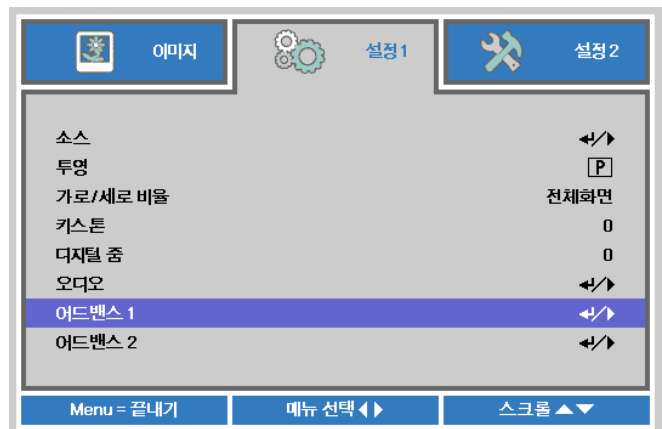 이미지 설정 1 설정 2
소스
투영 P
가로/세로 비율 전체화면
키스톤 0
디지털 줌 0
오디오
어드밴스 1
어드밴스 2
Menu = 끝내기 메뉴 선택 스크롤